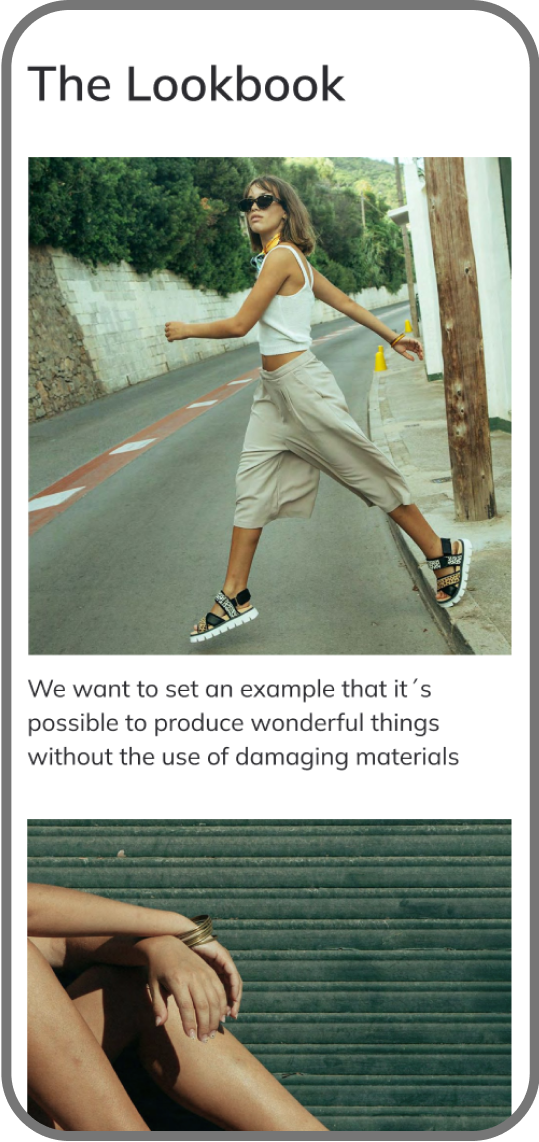 The Lookbook
We want to set an example that it´s
possible to produce wonderful things
without the use of damaging materials